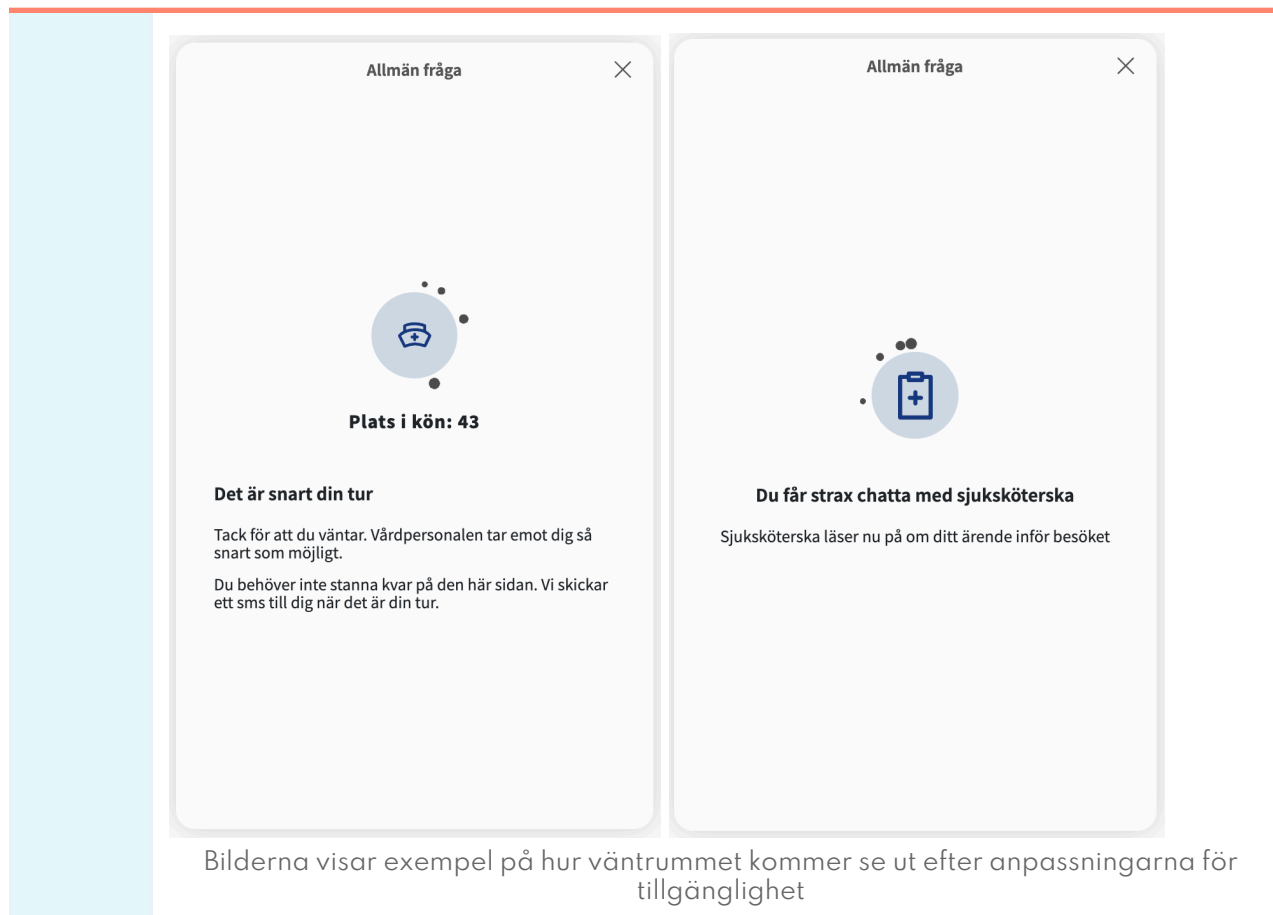 Allmän fråga
Plats i kön: 43
Det är snart din tur
Tack för att du väntar. Vårdpersonalen tar emot dig så
snart som möjligt.
Du behöver inte stanna kvar på den här sidan. Vi skickar
ett sms till dig när det är din tur.
Allmän fråga
Du får strax chatta med sjuksköterska
Sjuksköterska läser nu på om ditt ärende inför besöket
Bilderna visar exempel på hur väntrummet kommer se ut efter anpassningarna för
tillgänglighet